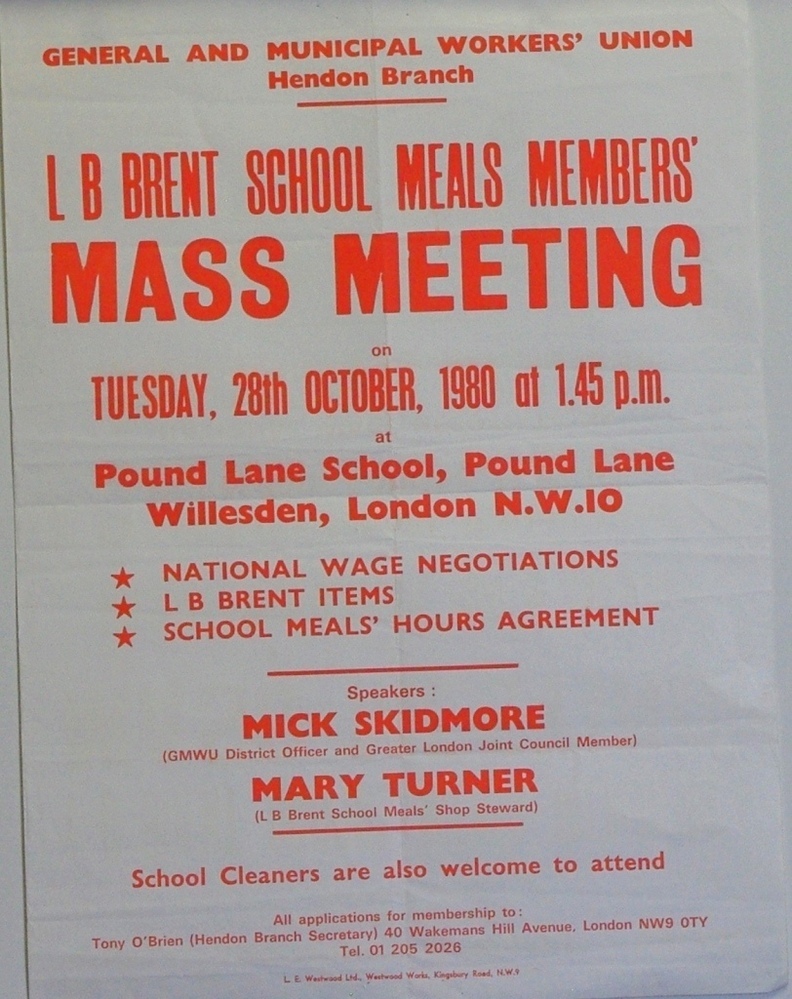 GENERAL AND MUNICIPAL WORKERS' UNION
Hendon Branch
L B BRENT SCHOOL MEALS MEMBERS'
MASS MEETING
on
TUESDAY, 28th OCTOBER, 1980 at 1.45 p.m.
at
Pound Lane School, Pound Lane
Willesden, London N.W.10
★ NATIONAL WAGE NEGOTIATIONS
★ L B BRENT ITEMS
★ SCHOOL MEALS' HOURS AGREEMENT
Speakers :
MICK SKIDMORE
(GMWU District Officer and Greater London Joint Council Member)
MARY TURNER
(L B Brent School Meals' Shop Steward)
School Cleaners are also welcome to attend
All applications for membership to :
Tony O'Brien (Hendon Branch Secretary) 40 Wakemans Hill Avenue, London NW9 0TY
Tel. 01 205 2026
L. E. Westwood Ltd., Westwood Works, Kingsbury Road, N.W.9